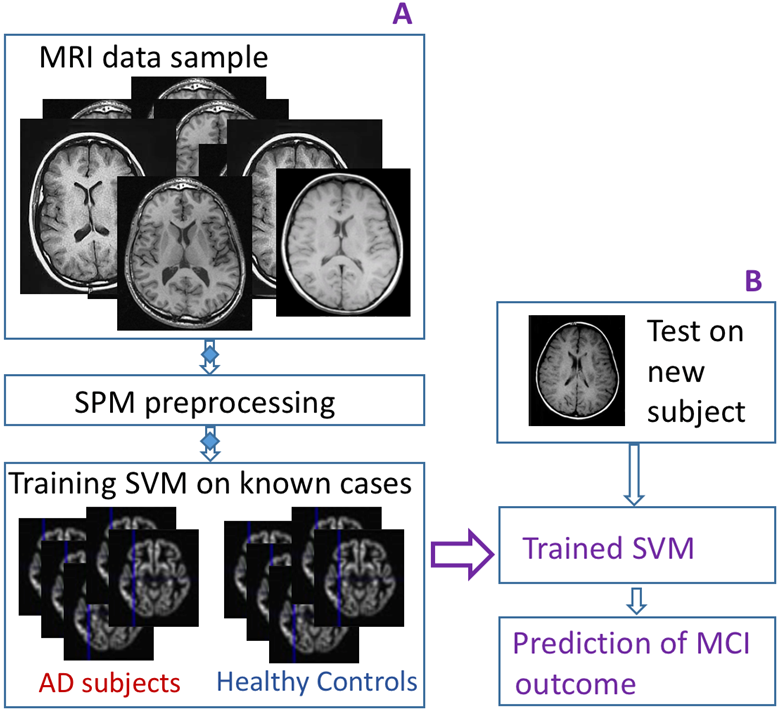 A
MRI data sample
SPM preprocessing
Training SVM on known cases
AD subjects
Healthy Controls
B
Test on
new
subject
Trained SVM
Prediction of MCI
outcome